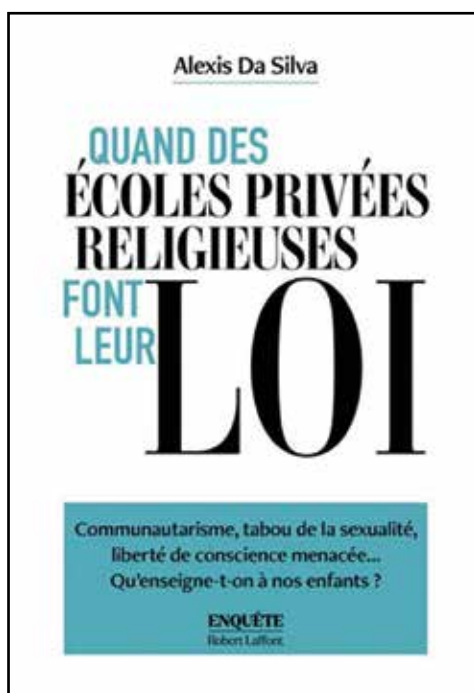 Alexis Da Silva
QUAND DES
ÉCOLES PRIVÉES
RELIGIEUSES
FONT
LEUR
LOI
Communautarisme, tabou de la sexualité,
liberté de conscience menacée...
Qu'enseigne-t-on à nos enfants ?
ENQUÊTE
Robert Laffont